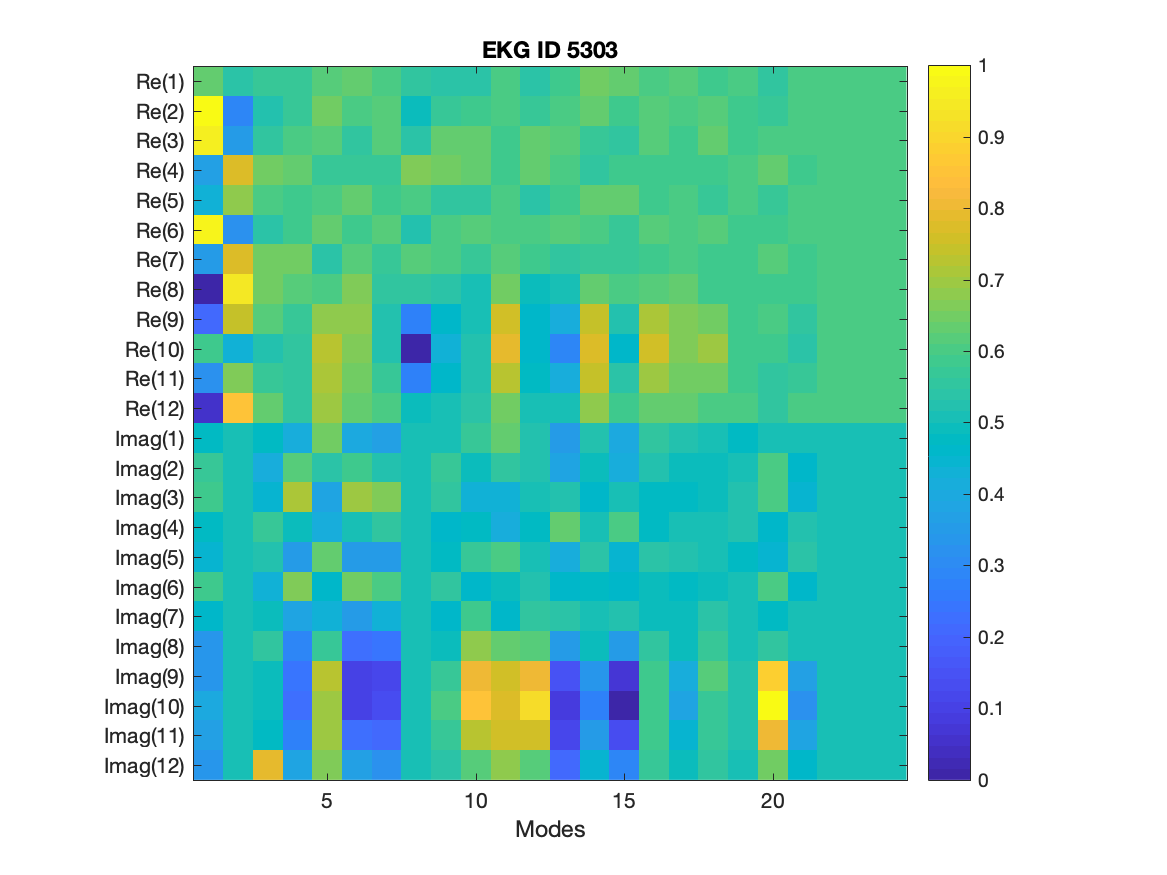 EKG ID 5303
Re(1)
Re(2)
Re(3)
Re(4)
Re(5)
Re(6)
Re(7)
Re(8)
Re(9)
Re(10)
Re(11)
Re(12)
Imag(1)
Imag(2)
Imag(3)
Imag(4)
Imag(5)
Imag(6)
Imag(7)
Imag(8)
Imag(9)
Imag(10)
Imag(11)
Imag(12)
5 10 15 20
Modes
1
0.9
0.8
0.7
0.6
0.5
0.4
0.3
0.2
0.1
0